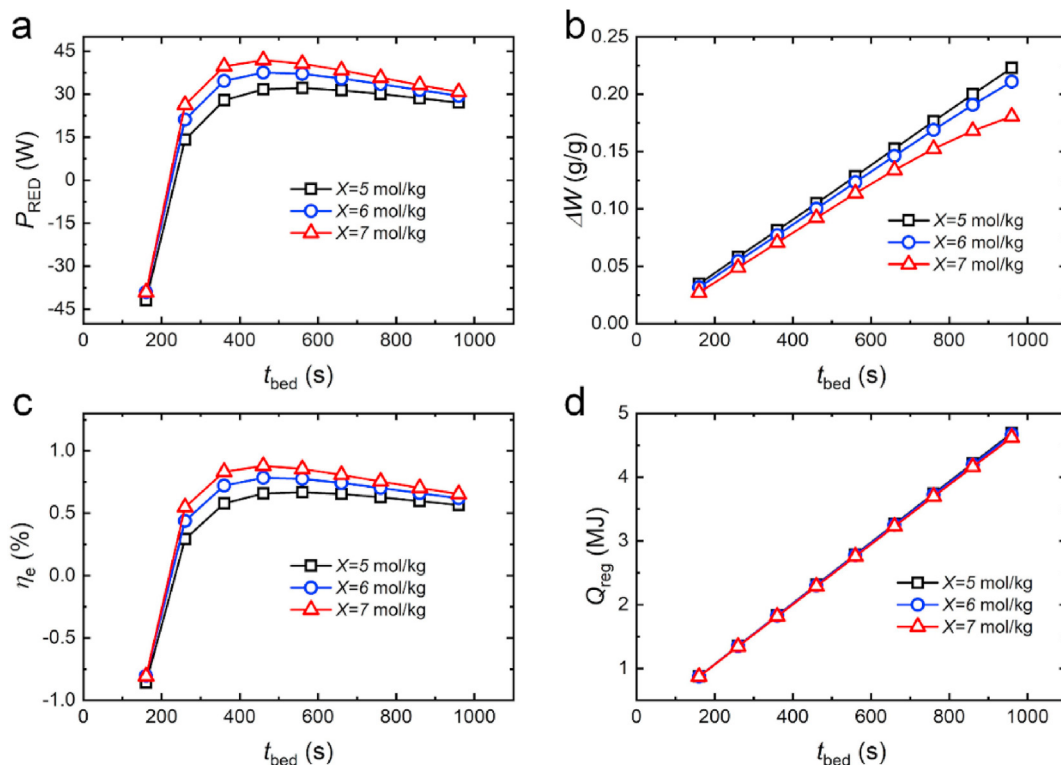 a
45
30
15
0
-15
-30
-45
P_RED (W)
X=5 mol/kg
X=6 mol/kg
X=7 mol/kg
0 200 400 600 800 1000
t_bed (s)
b
0.25
0.20
0.15
0.10
0.05
0.00
ΔW (g/g)
X=5 mol/kg
X=6 mol/kg
X=7 mol/kg
0 200 400 600 800 1000
t_bed (s)
c
1.0
0.5
0.0
-0.5
-1.0
η_e (%)
X=5 mol/kg
X=6 mol/kg
X=7 mol/kg
0 200 400 600 800 1000
t_bed (s)
d
5
4
3
2
1
Q_reg (MJ)
X=5 mol/kg
X=6 mol/kg
X=7 mol/kg
0 200 400 600 800 1000
t_bed (s)